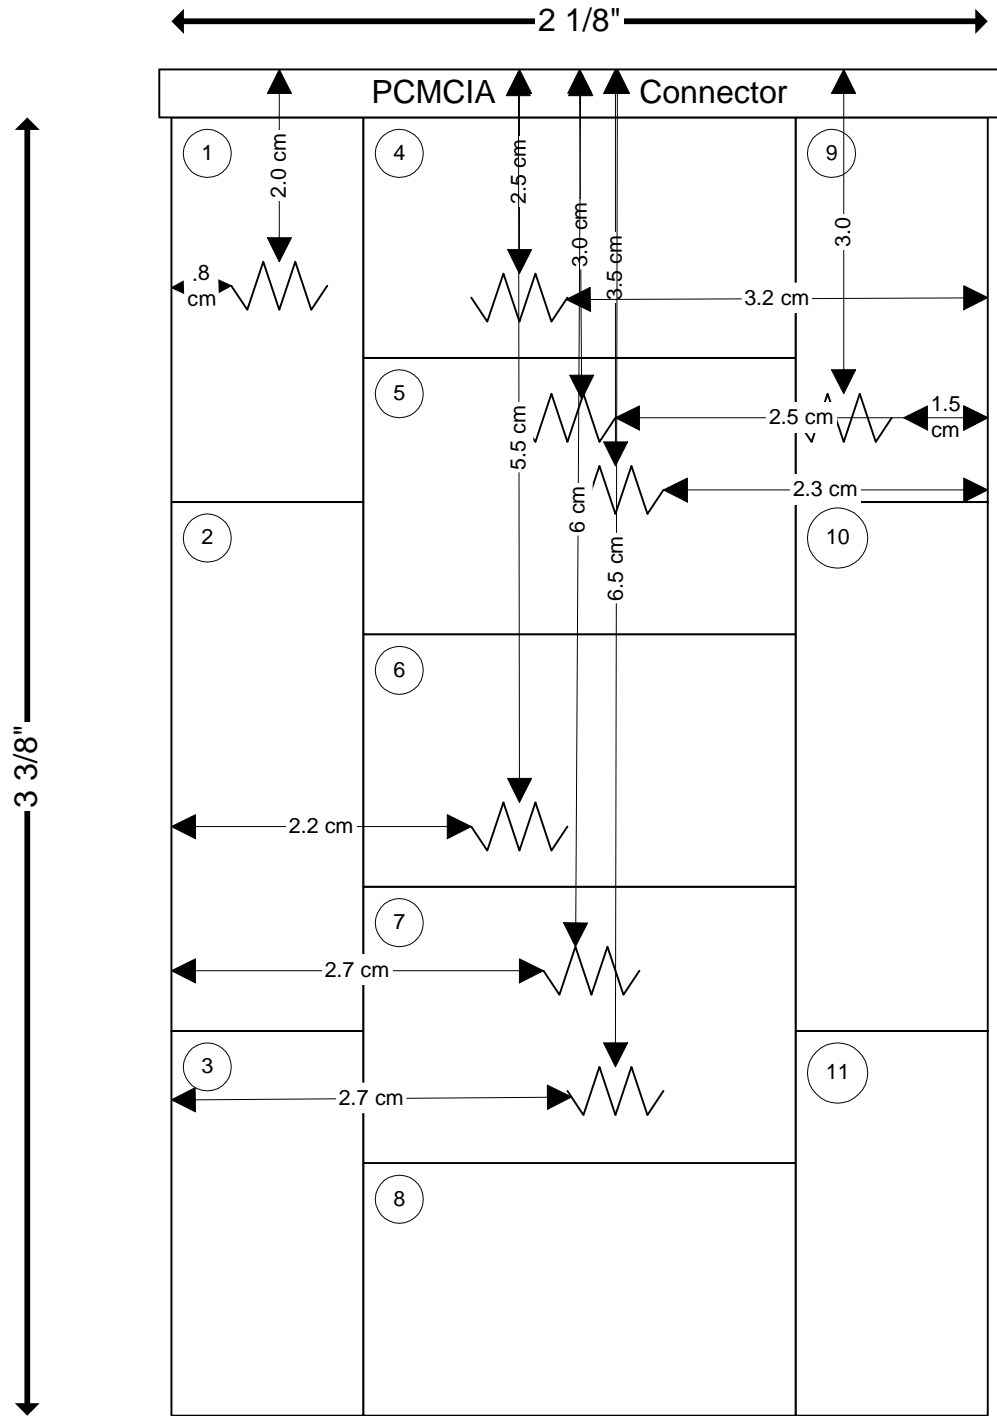 2 1/8"
PCMCIA Connector
1
4
9
2.0 cm
2.5 cm
3.0 cm
3.5 cm
3.0
.8
cm
3.2 cm
5
2.5 cm
1.5
cm
5.5 cm
2.3 cm
6 cm
2
10
6.5 cm
6
3 3/8"
2.2 cm
7
2.7 cm
3
11
2.7 cm
8